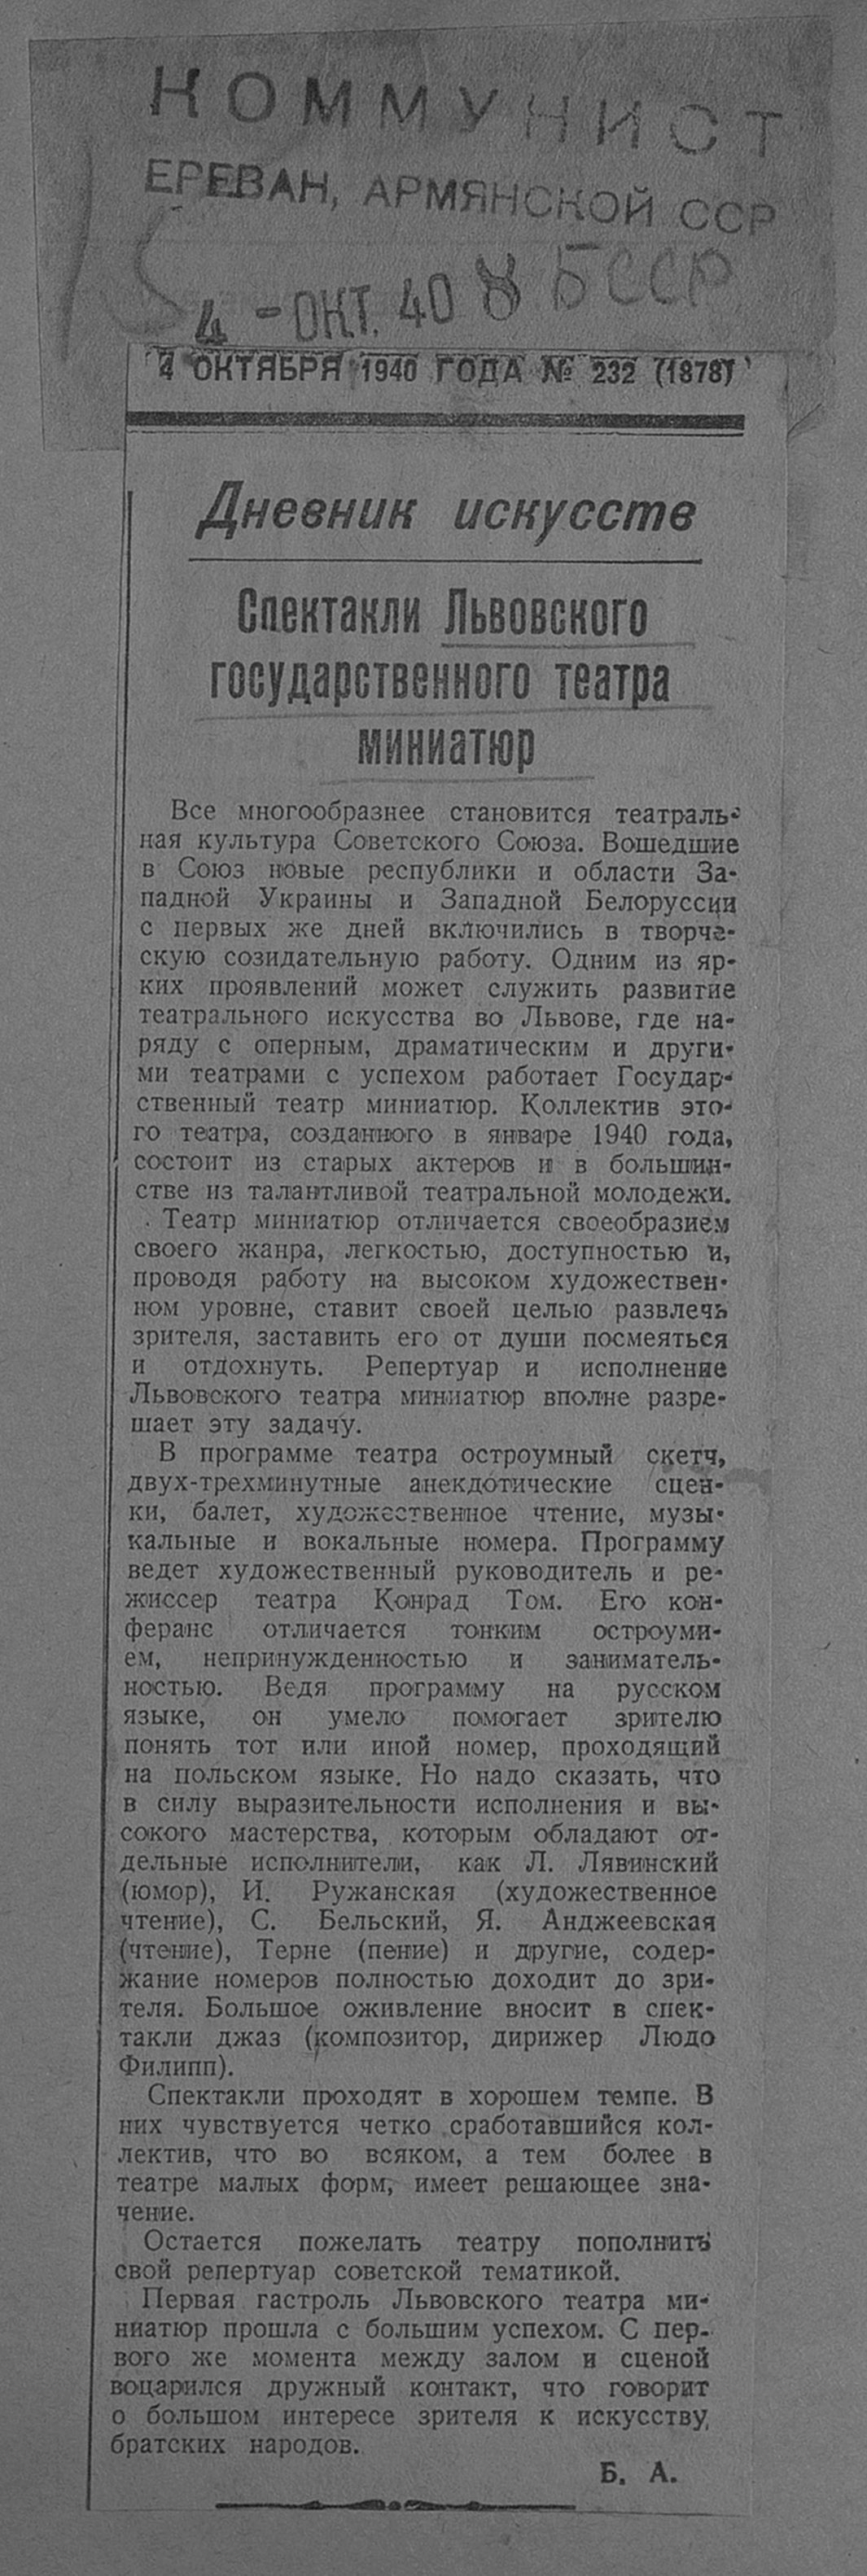 КОММУНИСТ
ЕРЕВАН, АРМЯНСКОЙ ССР
4 - ОКТ. 40 8 БССР
4 ОКТЯБРЯ 1940 ГОДА № 232 (1878)
Дневник искусств
Спектакли Львовского
государственного театра
миниатюр
Все многообразнее становится театраль-
ная культура Советского Союза. Вошедшие
в Союз новые республики и области За-
падной Украины и Западной Белоруссии
с первых же дней включились в творче-
скую созидательную работу. Одним из яр-
ких проявлений может служить развитие
театрального искусства во Львове, где на-
ряду с оперным, драматическим и други-
ми театрами с успехом работает Государ-
ственный театр миниатюр. Коллектив это-
го театра, созданного в январе 1940 года,
состоит из старых актеров и в большин-
стве из талантливой театральной молодежи.
Театр миниатюр отличается своеобразием
своего жанра, легкостью, доступностью и,
проводя работу на высоком художествен-
ном уровне, ставит своей целью развлечь
зрителя, заставить его от души посмеяться
и отдохнуть. Репертуар и исполнение
Львовского театра миниатюр вполне разре-
шает эту задачу.
В программе театра остроумный скетч,
двух-трехминутные анекдотические сцен-
ки, балет, художественное чтение, музы-
кальные и вокальные номера. Программу
ведет художественный руководитель и ре-
жиссер театра Конрад Том. Его кон-
феранс отличается тонким остроуми-
ем, непринужденностью и заниматель-
ностью. Ведя программу на русском
языке, он умело помогает зрителю
понять тот или иной номер, проходящий
на польском языке. Но надо сказать, что
в силу выразительности исполнения и вы-
сокого мастерства, которым обладают от-
дельные исполнители, как Л. Лявинский
(юмор), И. Ружанская (художественное
чтение), С. Бельский, Я. Анджеевская
(чтение), Терне (пение) и другие, содер-
жание номеров полностью доходит до зри-
теля. Большое оживление вносит в спек-
такли джаз (композитор, дирижер Людо
Филипп).
Спектакли проходят в хорошем темпе. В
них чувствуется четко сработавшийся кол-
лектив, что во всяком, а тем более в
театре малых форм, имеет решающее зна-
чение.
Остается пожелать театру пополнить
свой репертуар советской тематикой.
Первая гастроль Львовского театра ми-
ниатюр прошла с большим успехом. С пер-
вого же момента между залом и сценой
воцарился дружный контакт, что говорит
о большом интересе зрителя к искусству
братских народов.
Б. А.